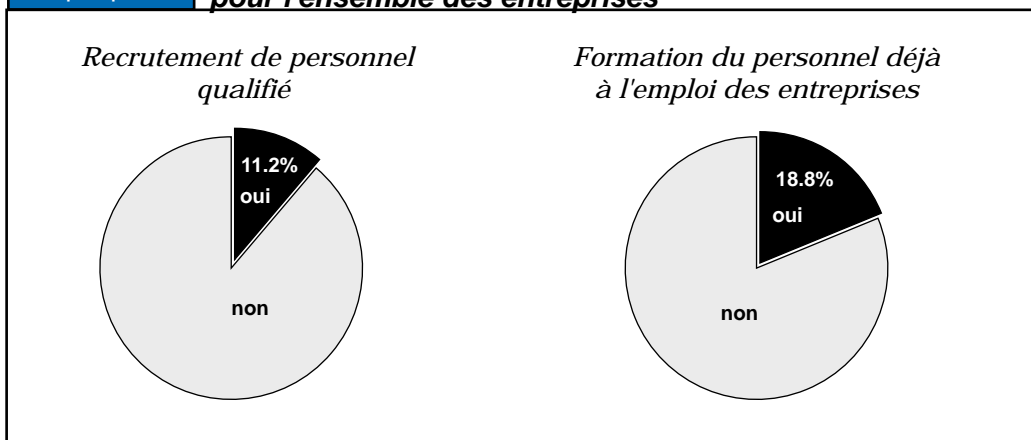 pour l'ensemble des entreprises
Recrutement de personnel
qualifié
11.2%
oui
non
Formation du personnel déjà
à l'emploi des entreprises
18.8%
oui
non